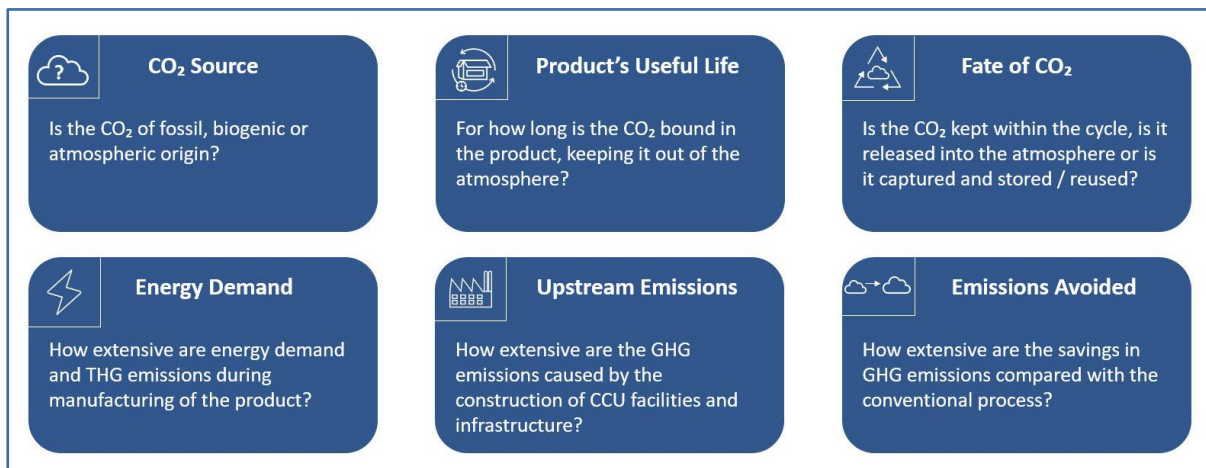 ?
CO₂ Source
Is the CO₂ of fossil, biogenic or
atmospheric origin?
Product's Useful Life
For how long is the CO₂ bound in
the product, keeping it out of the
atmosphere?
Fate of CO₂
Is the CO₂ kept within the cycle, is it
released into the atmosphere or is
it captured and stored / reused?
Energy Demand
How extensive are energy demand
and THG emissions during
manufacturing of the product?
Upstream Emissions
How extensive are the GHG
emissions caused by the
construction of CCU facilities and
infrastructure?
Emissions Avoided
How extensive are the savings in
GHG emissions compared with the
conventional process?